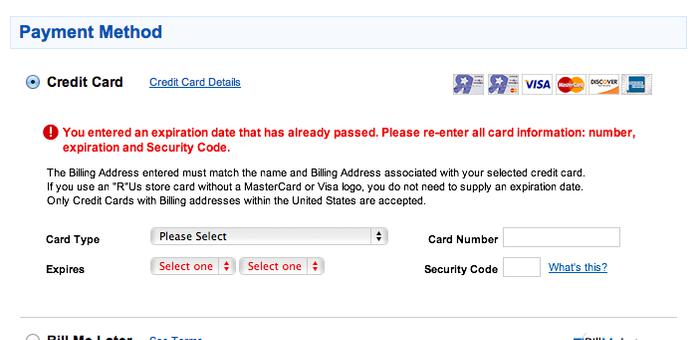 Payment Method
Credit Card Credit Card Details VISA MasterCard DISCOVER
You entered an expiration date that has already passed. Please re-enter all card information: number,
expiration and Security Code.
The Billing Address entered must match the name and Billing Address associated with your selected credit card.
If you use an "R"Us store card without a MasterCard or Visa logo, you do not need to supply an expiration date.
Only Credit Cards with Billing addresses within the United States are accepted.
Card Type Please Select Card Number
Expires Select one Select one Security Code What's this?
Bill Me Later See Terms